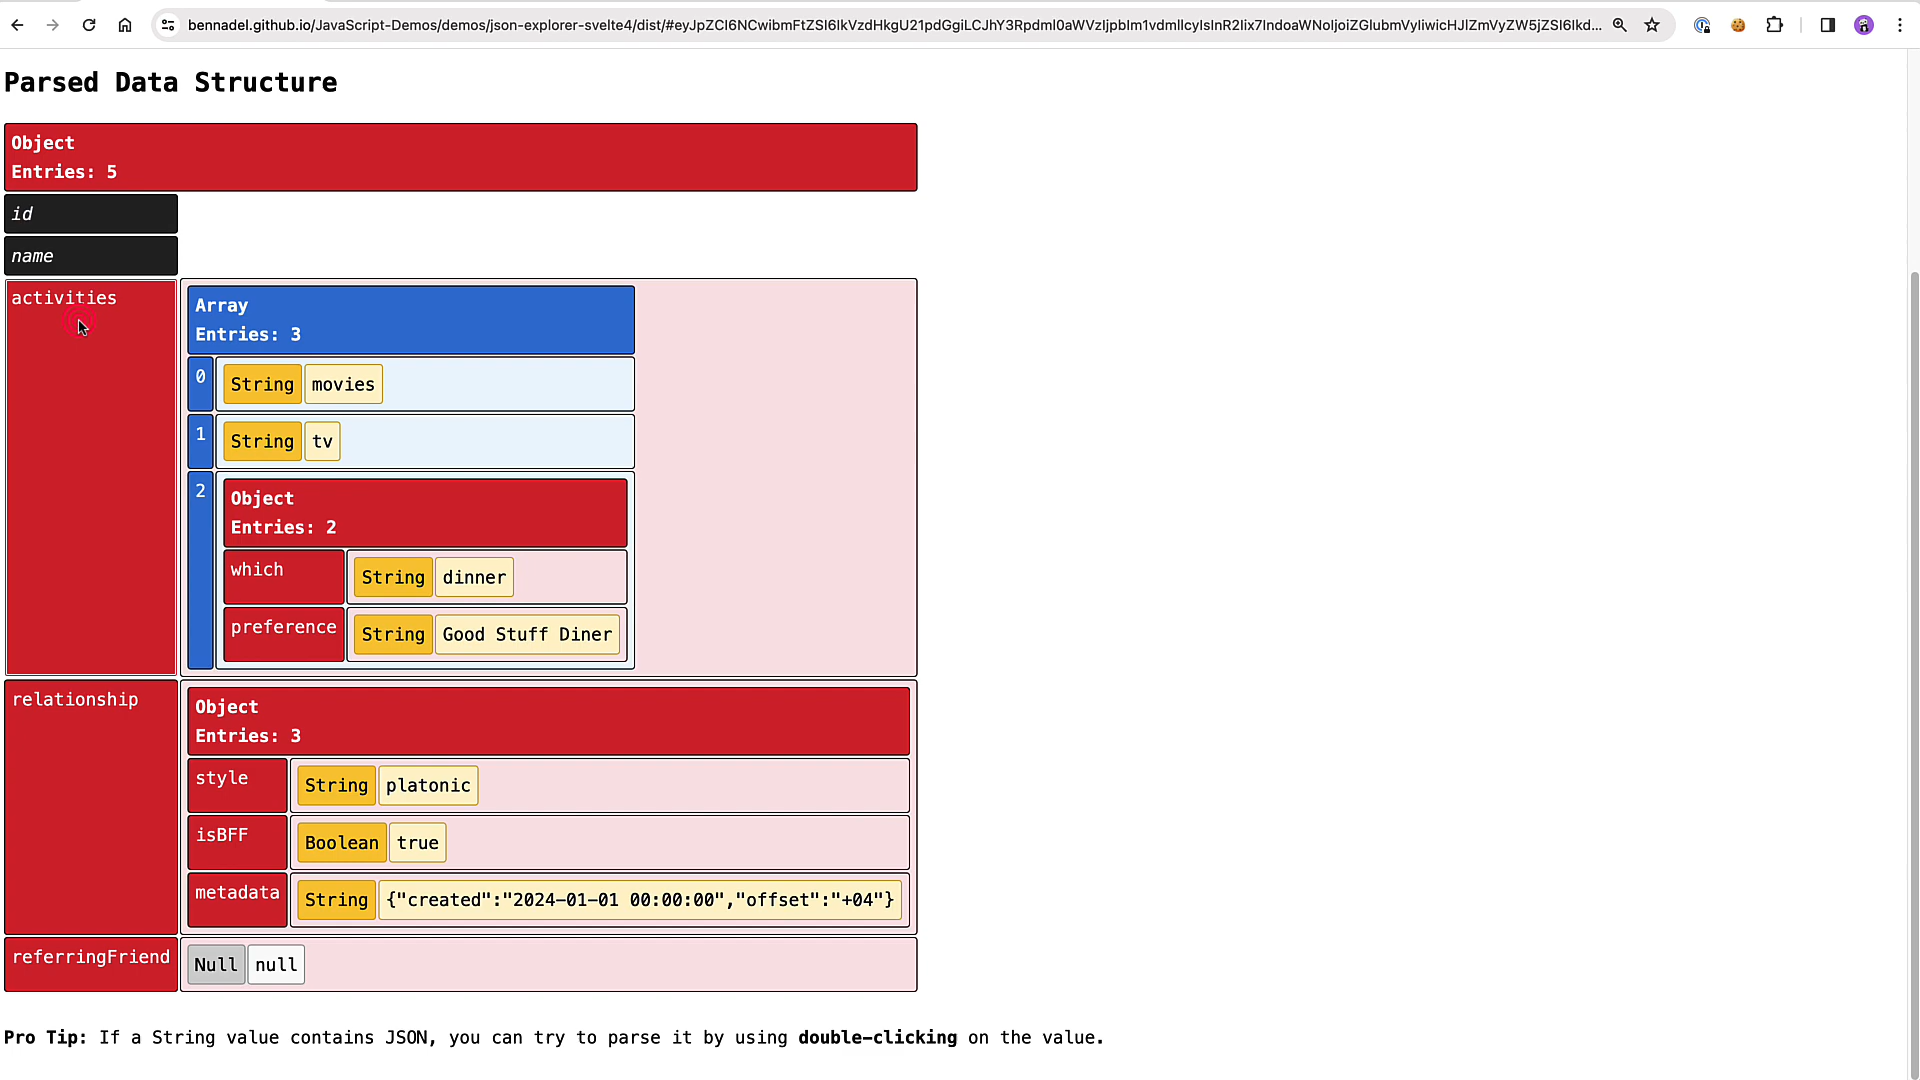 bennadel.github.io/JavaScript-Demos/demos/json-explorer-svelte4/dist/#eyJpZCI6NCwibmFtZSI6IkVzdHkgU21pdGgiLCJhY3Rpdml0aWVzIjpbIm1vdmllcyIsInR2Iix7IndoaWNoIjoiZGlubmVyIiwicHJlZmVyZW5jZSI6Ikd...
Parsed Data Structure
Object
Entries: 5
id
name
activities
Array
Entries: 3
0 String movies
1 String tv
2 Object
Entries: 2
which String dinner
preference String Good Stuff Diner
relationship
Object
Entries: 3
style String platonic
isBFF Boolean true
metadata String {"created":"2024-01-01 00:00:00","offset":"+04"}
referringFriend Null null
Pro Tip: If a String value contains JSON, you can try to parse it by using double-clicking on the value.